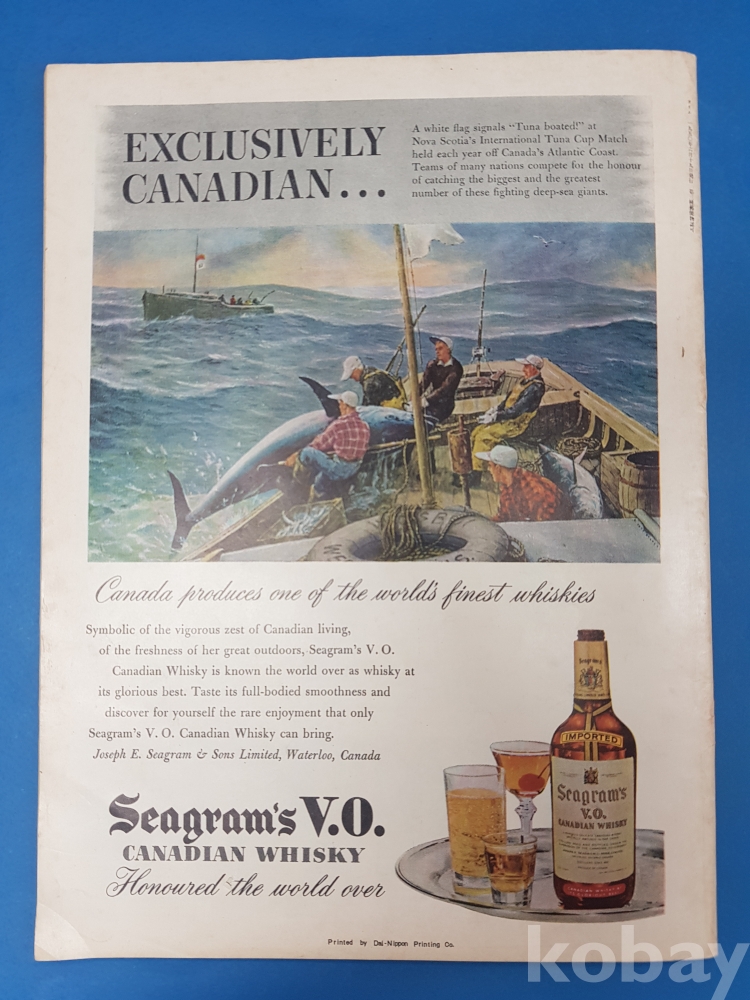 EXCLUSIVELY
CANADIAN...
A white flag signals "Tuna boated!" at
Nova Scotia's International Tuna Cup Match
held each year off Canada's Atlantic Coast.
Teams of many nations compete for the honour
of catching the biggest and the greatest
number of these fighting deep-sea giants.
Canada produces one of the world's finest whiskies
Symbolic of the vigorous zest of Canadian living,
of the freshness of her great outdoors, Seagram's V. O.
Canadian Whisky is known the world over as whisky at
its glorious best. Taste its full-bodied smoothness and
discover for yourself the rare enjoyment that only
Seagram's V. O. Canadian Whisky can bring.
Joseph E. Seagram & Sons Limited, Waterloo, Canada
Seagram's V.O.
CANADIAN WHISKY
Honoured the world over
Seagram's
IMPORTED
Seagram's
V.O.
CANADIAN WHISKY
Printed by Dai-Nippon Printing Co.
kobay